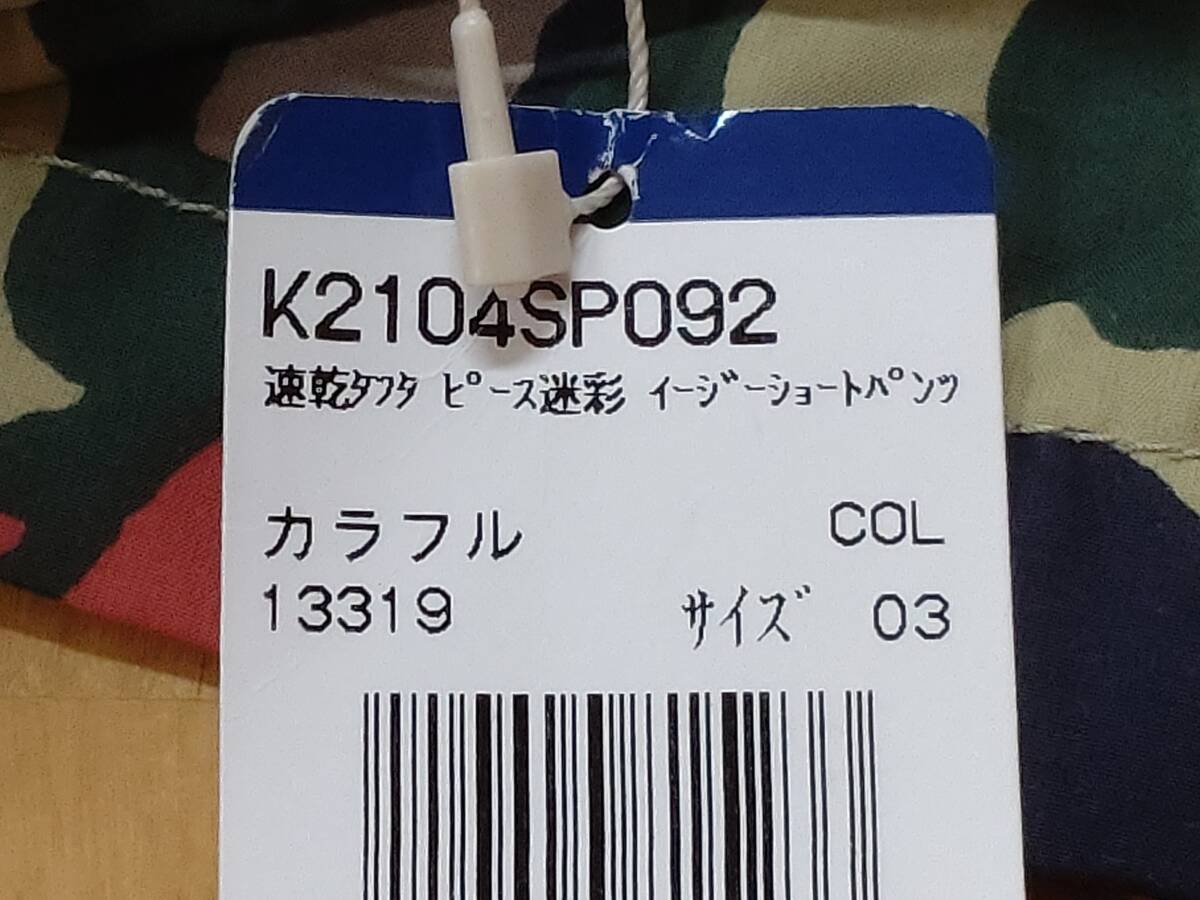 K2104SP092
速乾タフタ ピース迷彩 イージーショートパンツ
カラフル COL
13319 サイズ 03